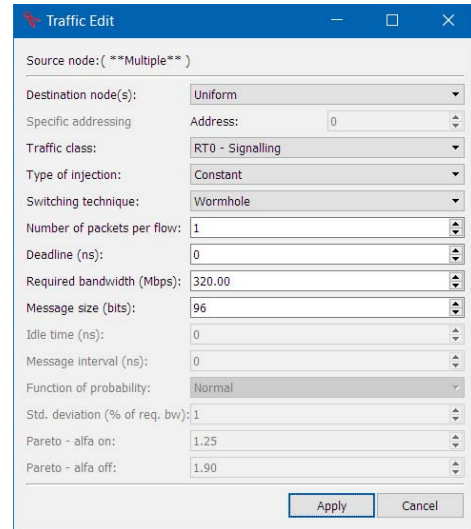 Traffic Edit
Source node:( **Multiple** )
Destination node(s): Uniform
Specific addressing Address: 0
Traffic class: RT0 - Signalling
Type of injection: Constant
Switching technique: Wormhole
Number of packets per flow: 1
Deadline (ns): 0
Required bandwidth (Mbps): 320.00
Message size (bits): 96
Idle time (ns): 0
Message interval (ns): 0
Function of probability: Normal
Std. deviation (% of req. bw): 1
Pareto - alfa on: 1.25
Pareto - alfa off: 1.90
Apply Cancel